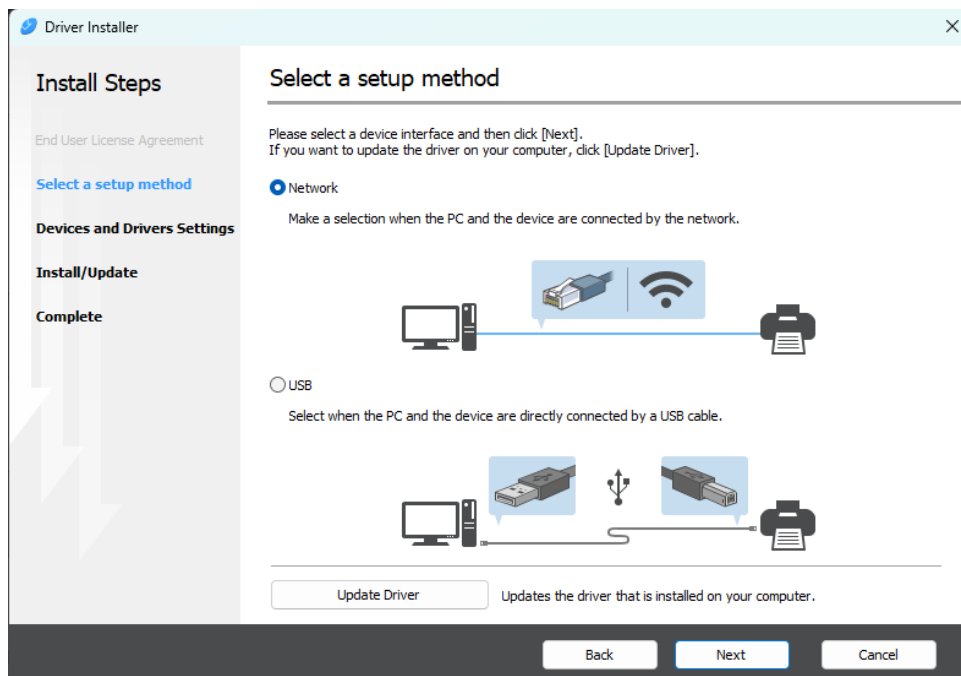 Driver Installer
Install Steps
End User License Agreement
Select a setup method
Devices and Drivers Settings
Install/Update
Complete
Select a setup method
Please select a device interface and then click [Next].
If you want to update the driver on your computer, click [Update Driver].
Network
Make a selection when the PC and the device are connected by the network.
USB
Select when the PC and the device are directly connected by a USB cable.
Update Driver
Updates the driver that is installed on your computer.
Back
Next
Cancel